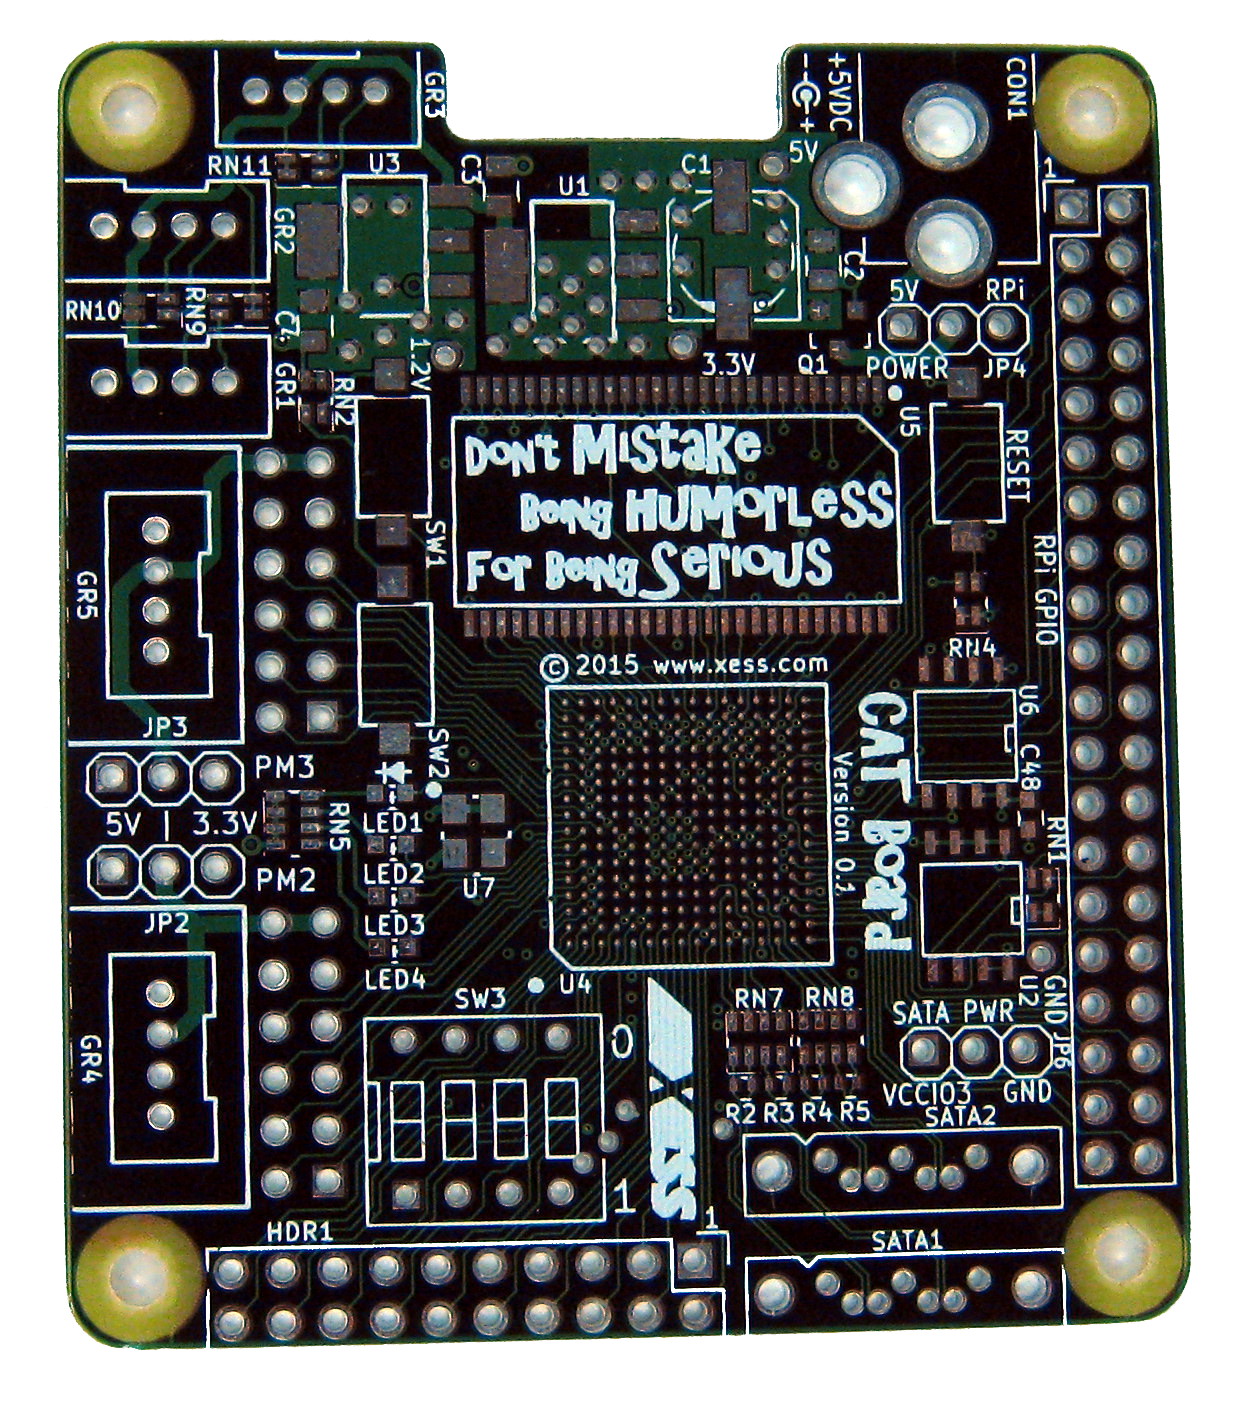 GR3
+5VDC
- +
CON1
RN11
U3
C3
U1
C1
5V
1
GR2
C2
RN10
RN9
C4
5V
RPi
1.2V
3.3V
Q1
POWER
JP4
GR1
RN2
U5
RESET
Don't Mistake
Being Humorless
For Being Serious
SW1
RPi GPIO
GR5
RN4
© 2015 www.xess.com
U6
JP3
CAT Board
Version 0.1
SW2
C48
PM3
5V | 3.3V
RN5
LED1
RN1
PM2
LED2
U7
JP2
LED3
LED4
U4
U2
GND
SW3
RN7
RN8
SATA PWR
JP6
0
GR4
XESS
VCCIO3
GND
R2 R3 R4 R5
SATA2
1
1
HDR1
SATA1